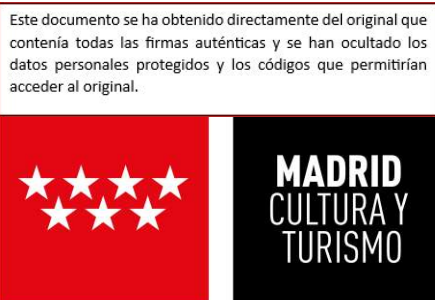 Este documento se ha obtenido directamente del original que
contenía todas las firmas auténticas y se han ocultado los
datos personales protegidos y los códigos que permitirían
acceder al original.
MADRID
CULTURA Y
TURISMO